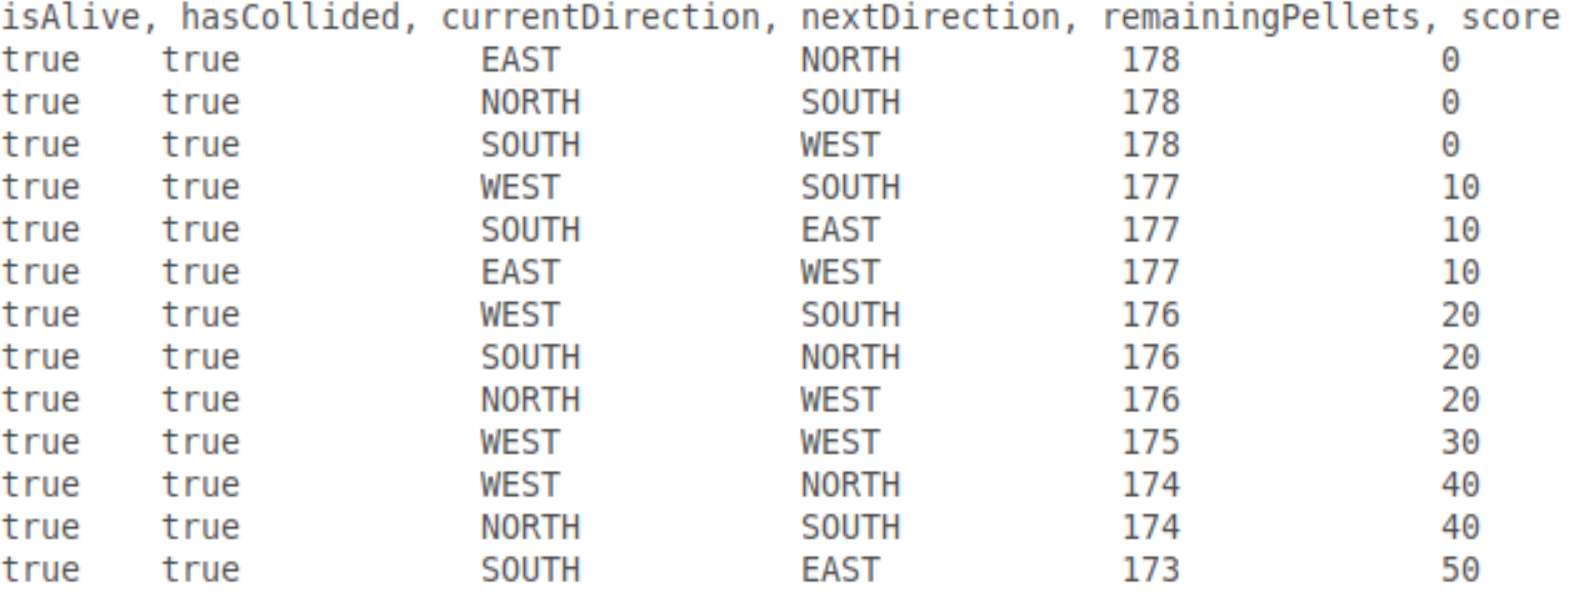 isAlive, hasCollided, currentDirection, nextDirection, remainingPellets, score
true true EAST NORTH 178 0
true true NORTH SOUTH 178 0
true true SOUTH WEST 178 0
true true WEST SOUTH 177 10
true true SOUTH EAST 177 10
true true EAST WEST 177 10
true true WEST SOUTH 176 20
true true SOUTH NORTH 176 20
true true NORTH WEST 176 20
true true WEST WEST 175 30
true true WEST NORTH 174 40
true true NORTH SOUTH 174 40
true true SOUTH EAST 173 50